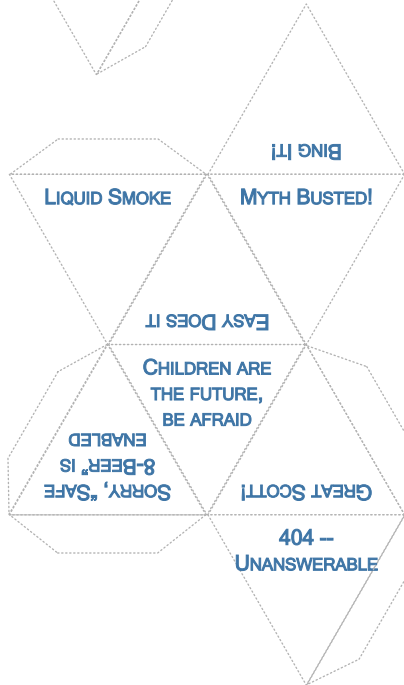 BING IT!
LIQUID SMOKE
MYTH BUSTED!
EASY DOES IT
CHILDREN ARE
THE FUTURE,
BE AFRAID
SORRY, "SAFE
8-BEER" IS
ENABLED
GREAT SCOTT!
404 --
UNANSWERABLE